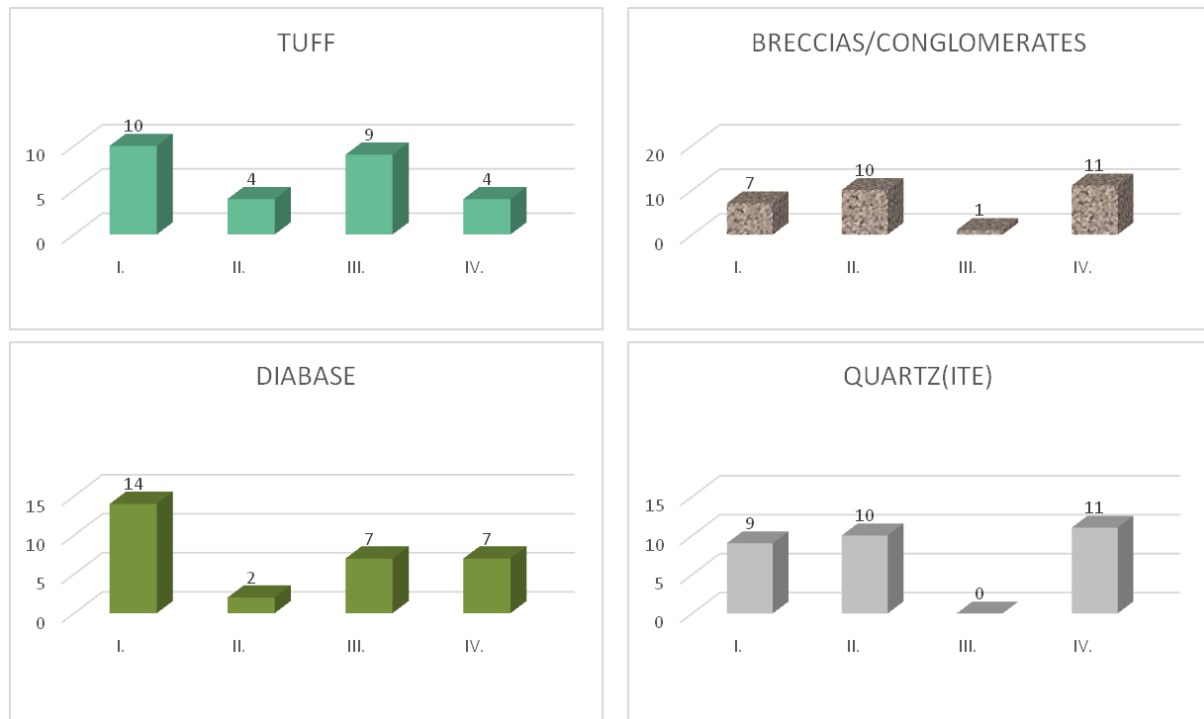 TUFF
10
4
9
4
10
5
0
I.
II.
III.
IV.
BRECCIAS/CONGLOMERATES
7
10
1
11
20
10
0
I.
II.
III.
IV.
DIABASE
14
2
7
7
15
10
5
0
I.
II.
III.
IV.
QUARTZ(ITE)
9
10
0
11
15
10
5
0
I.
II.
III.
IV.